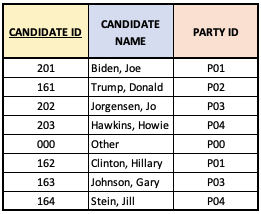 CANDIDATE ID CANDIDATE NAME PARTY ID
201 Biden, Joe P01
161 Trump, Donald P02
202 Jorgensen, Jo P03
203 Hawkins, Howie P04
000 Other P00
162 Clinton, Hillary P01
163 Johnson, Gary P03
164 Stein, Jill P04